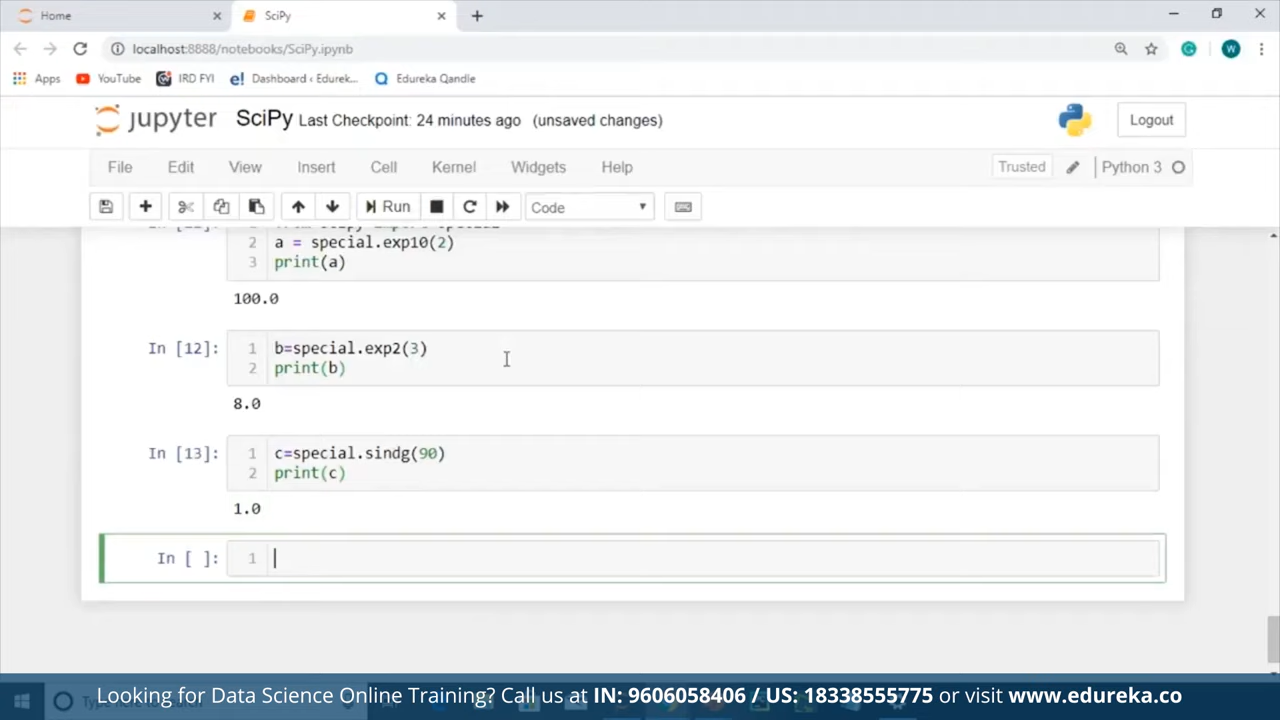 Home
SciPy
localhost:8888/notebooks/SciPy.ipynb
W
Apps YouTube IRD FYI Dashboard ‹ Edurek... Edureka Qandle
jupyter SciPy Last Checkpoint: 24 minutes ago (unsaved changes)
Logout
File Edit View Insert Cell Kernel Widgets Help
Trusted Python 3
Run Code
2 a = special.exp10(2)
3 print(a)
100.0
In [12]: 1 b=special.exp2(3)
2 print(b)
8.0
In [13]: 1 c=special.sindg(90)
2 print(c)
1.0
In [ ]: 1
Looking for Data Science Online Training? Call us at IN: 9606058406 / US: 18338555775 or visit www.edureka.co